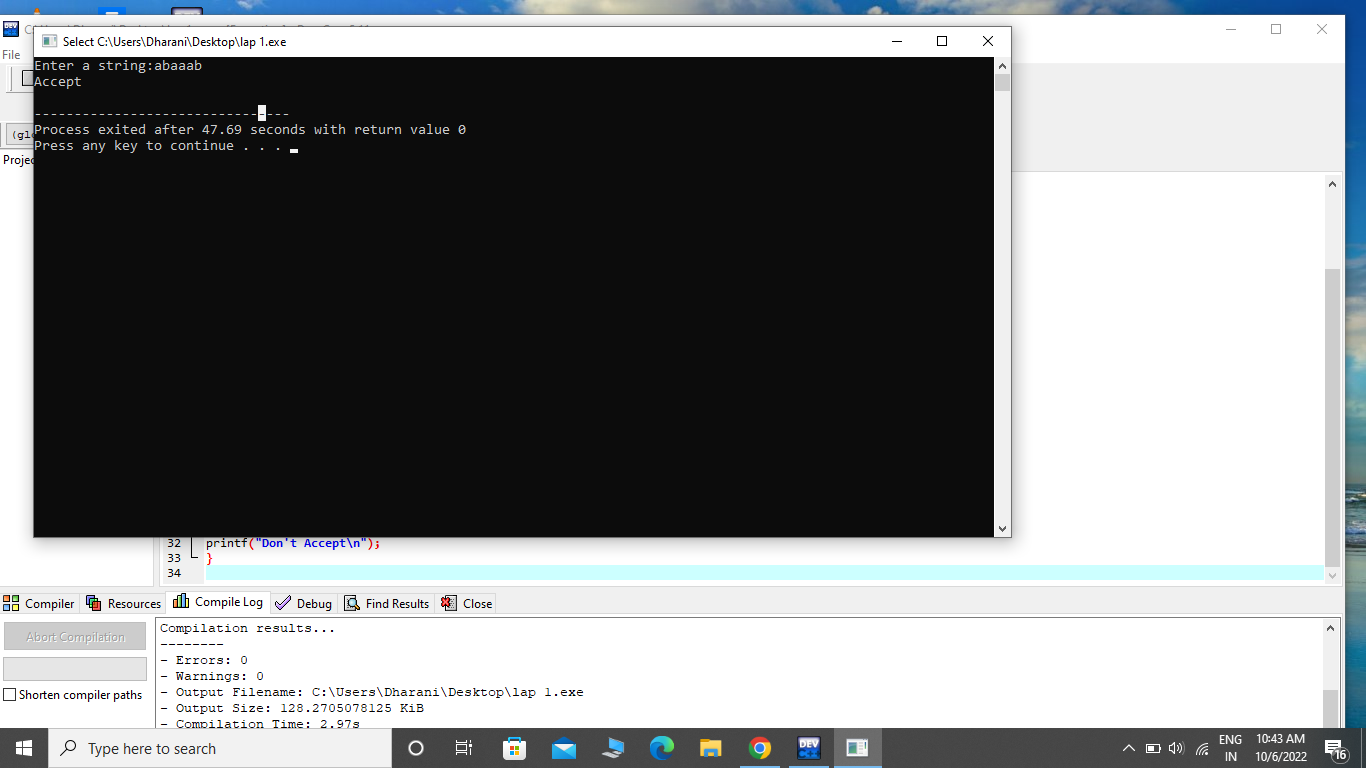 Select C:\Users\Dharani\Desktop\lap 1.exe
File
Enter a string:abaaab
Accept
--------------------------------
Process exited after 47.69 seconds with return value 0
Press any key to continue . . .
(glo
Projec
32 printf("Don't Accept\n");
33 }
34
Compiler Resources Compile Log Debug Find Results Close
Abort Compilation
Shorten compiler paths
Compilation results...
--------
- Errors: 0
- Warnings: 0
- Output Filename: C:\Users\Dharani\Desktop\lap 1.exe
- Output Size: 128.2705078125 KiB
- Compilation Time: 2.97s
Type here to search
DEV
ENG
IN
10:43 AM
10/6/2022
16